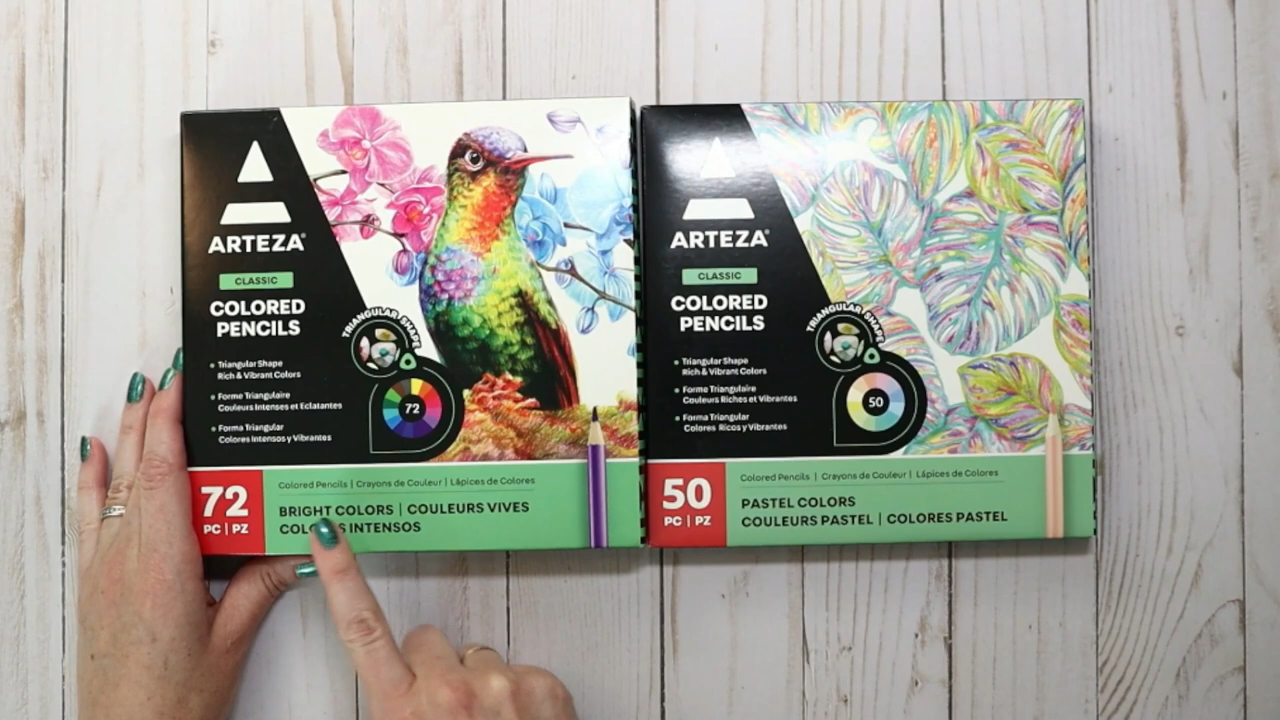 ARTEZA®
CLASSIC
COLORED
PENCILS
TRIANGULAR SHAPE
• Triangular Shape
Rich & Vibrant Colors
• Forme Triangulaire
Couleurs Intenses et Eclatantes
• Forma Triangular
Colores Intensos y Vibrantes
72
72
PC | PZ
Colored Pencils | Crayons de Couleur | Lápices de Colores
BRIGHT COLORS | COULEURS VIVES
INTENSOS
ARTEZA®
CLASSIC
COLORED
PENCILS
TRIANGULAR SHAPE
• Triangular Shape
Rich & Vibrant Colors
• Forme Triangulaire
Couleurs Riches et Vibrantes
• Forma Triangular
Colores Ricos y Vibrantes
50
50
PC | PZ
Colored Pencils | Crayons de Couleur | Lápices de Colores
PASTEL COLORS
COULEURS PASTEL | COLORES PASTEL